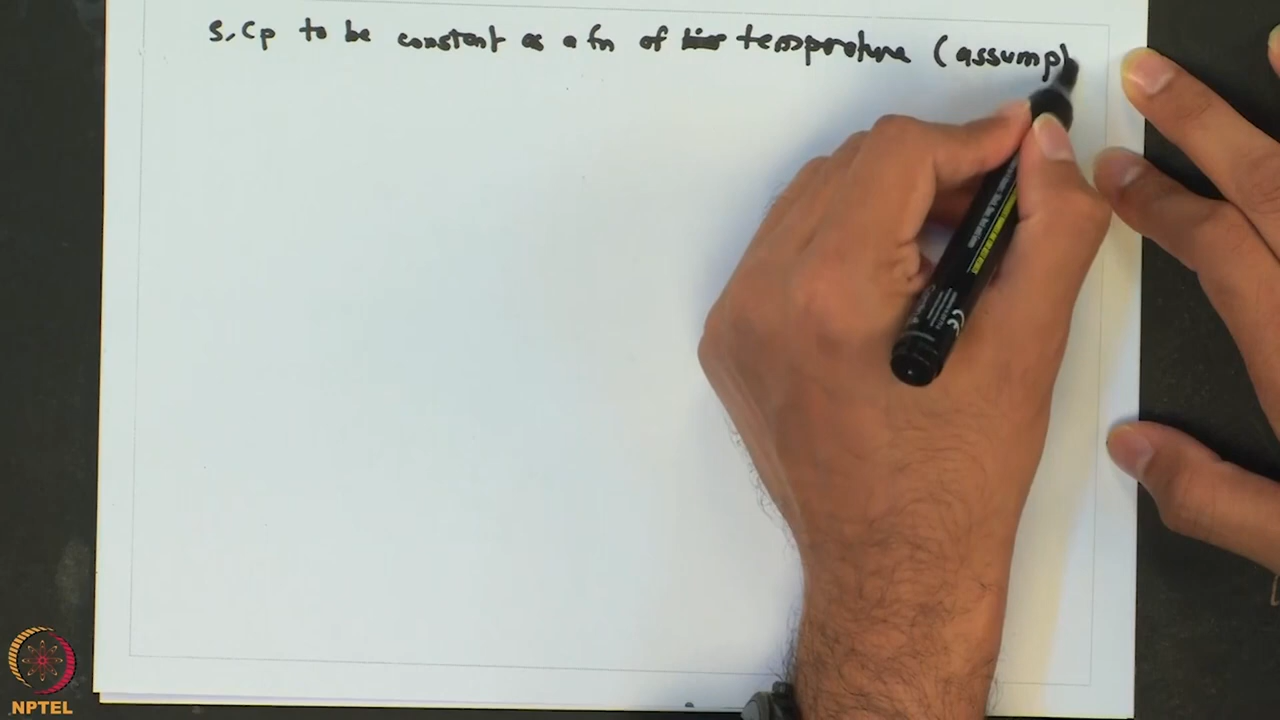 s, Cp to be constant as a fn of temperature (assump)
NPTEL